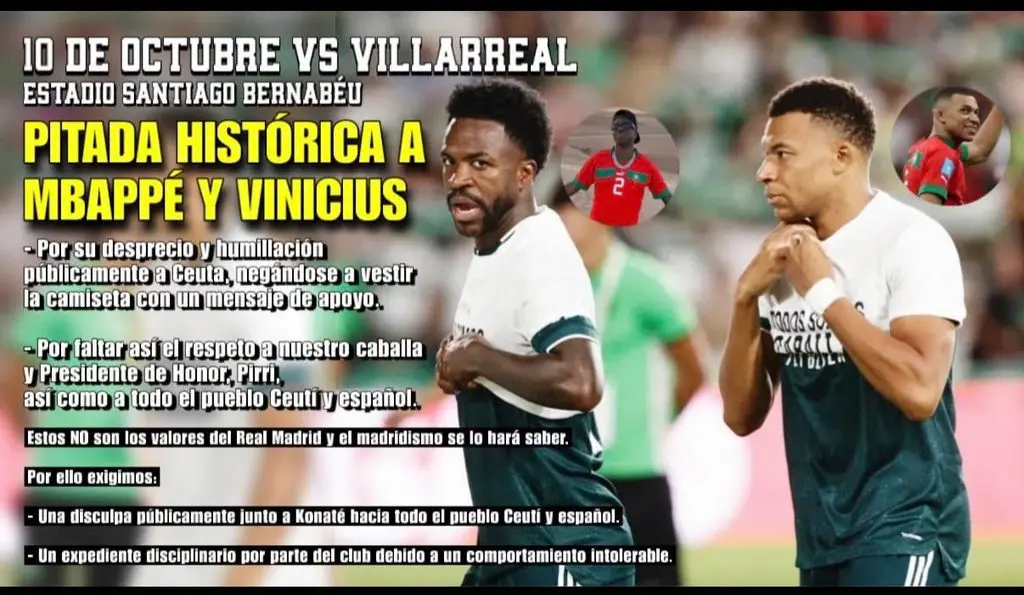 10 DE OCTUBRE VS VILLARREAL
ESTADIO SANTIAGO BERNABÉU
PITADA HISTÓRICA A
MBAPPÉ Y VINICIUS
- Por su desprecio y humillación
públicamente a Ceuta, negándose a vestir
la camiseta con un mensaje de apoyo.
- Por faltar así el respeto a nuestro caballa
y Presidente de Honor, Pirri,
así como a todo el pueblo Ceutí y español.
Estos NO son los valores del Real Madrid y el madridismo se lo hará saber.
Por ello exigimos:
- Una disculpa públicamente junto a Konaté hacia todo el pueblo Ceutí y español.
- Un expediente disciplinario por parte del club debido a un comportamiento intolerable.
2
TODOS